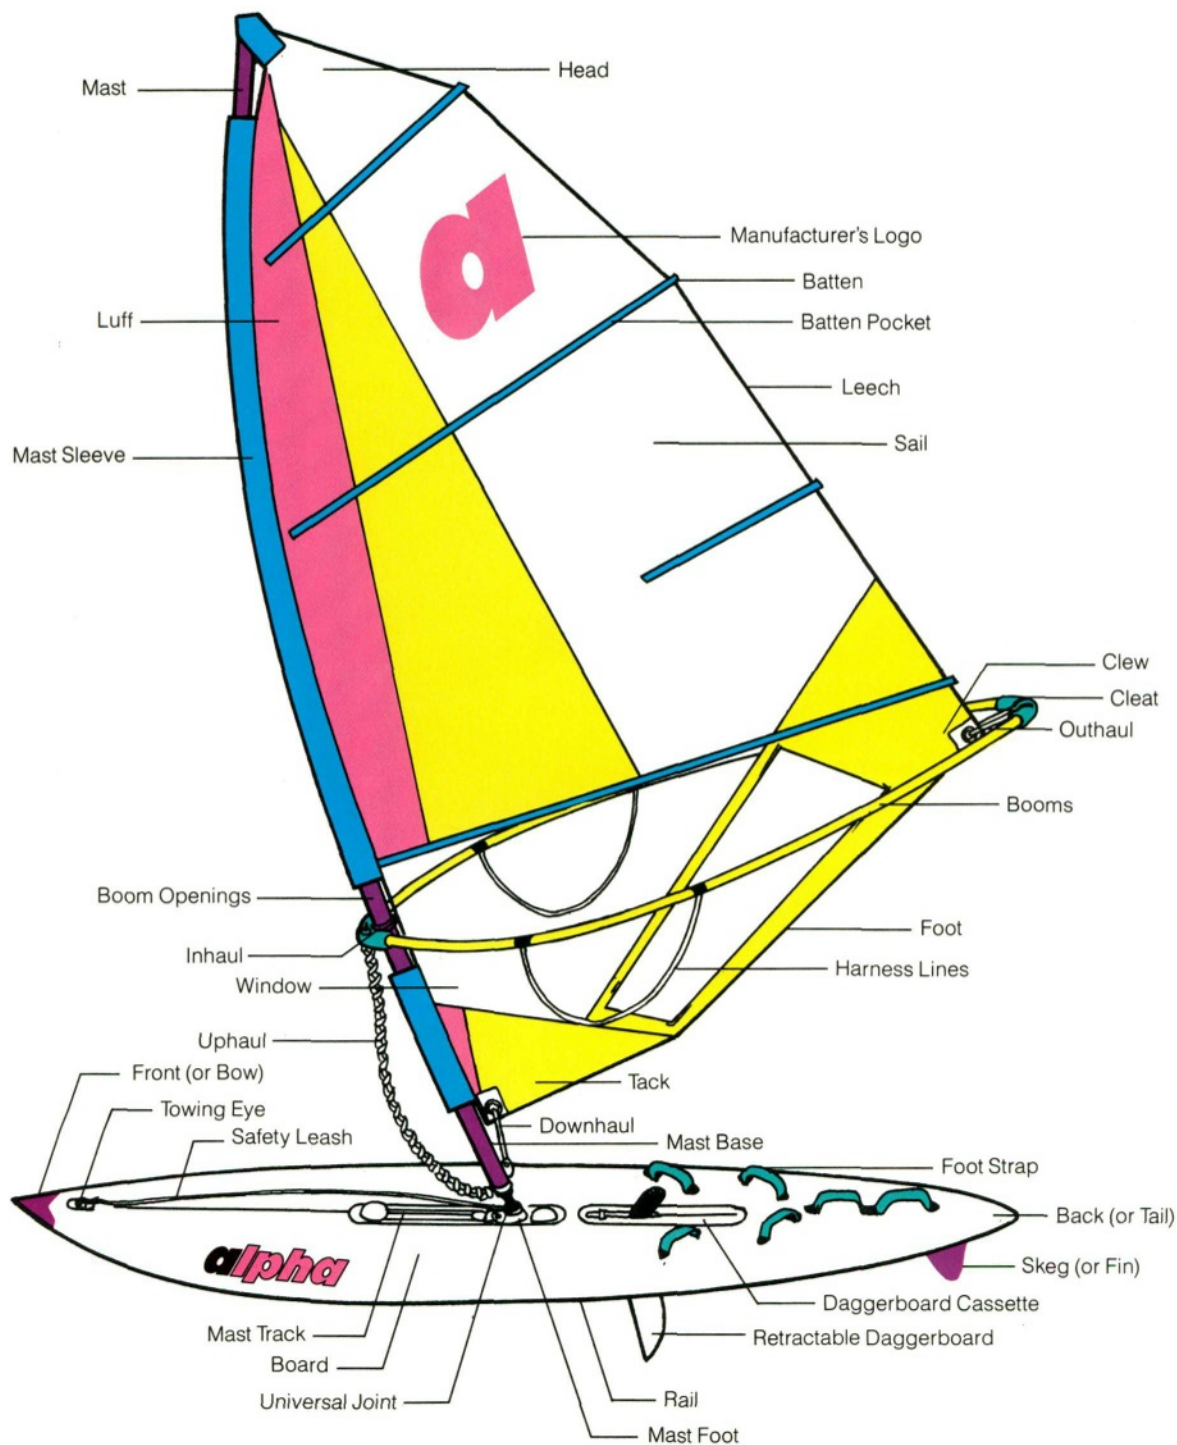 Head
Mast
Manufacturer's Logo
Batten
Luff
Batten Pocket
Leech
Sail
Mast Sleeve
Clew
Cleat
Outhaul
Booms
Boom Openings
Foot
Inhaul
Harness Lines
Window
Uphaul
Front (or Bow)
Tack
Towing Eye
Downhaul
Safety Leash
Mast Base
Foot Strap
Back (or Tail)
alpha
Skeg (or Fin)
Daggerboard Cassette
Mast Track
Retractable Daggerboard
Board
Universal Joint
Rail
Mast Foot
a